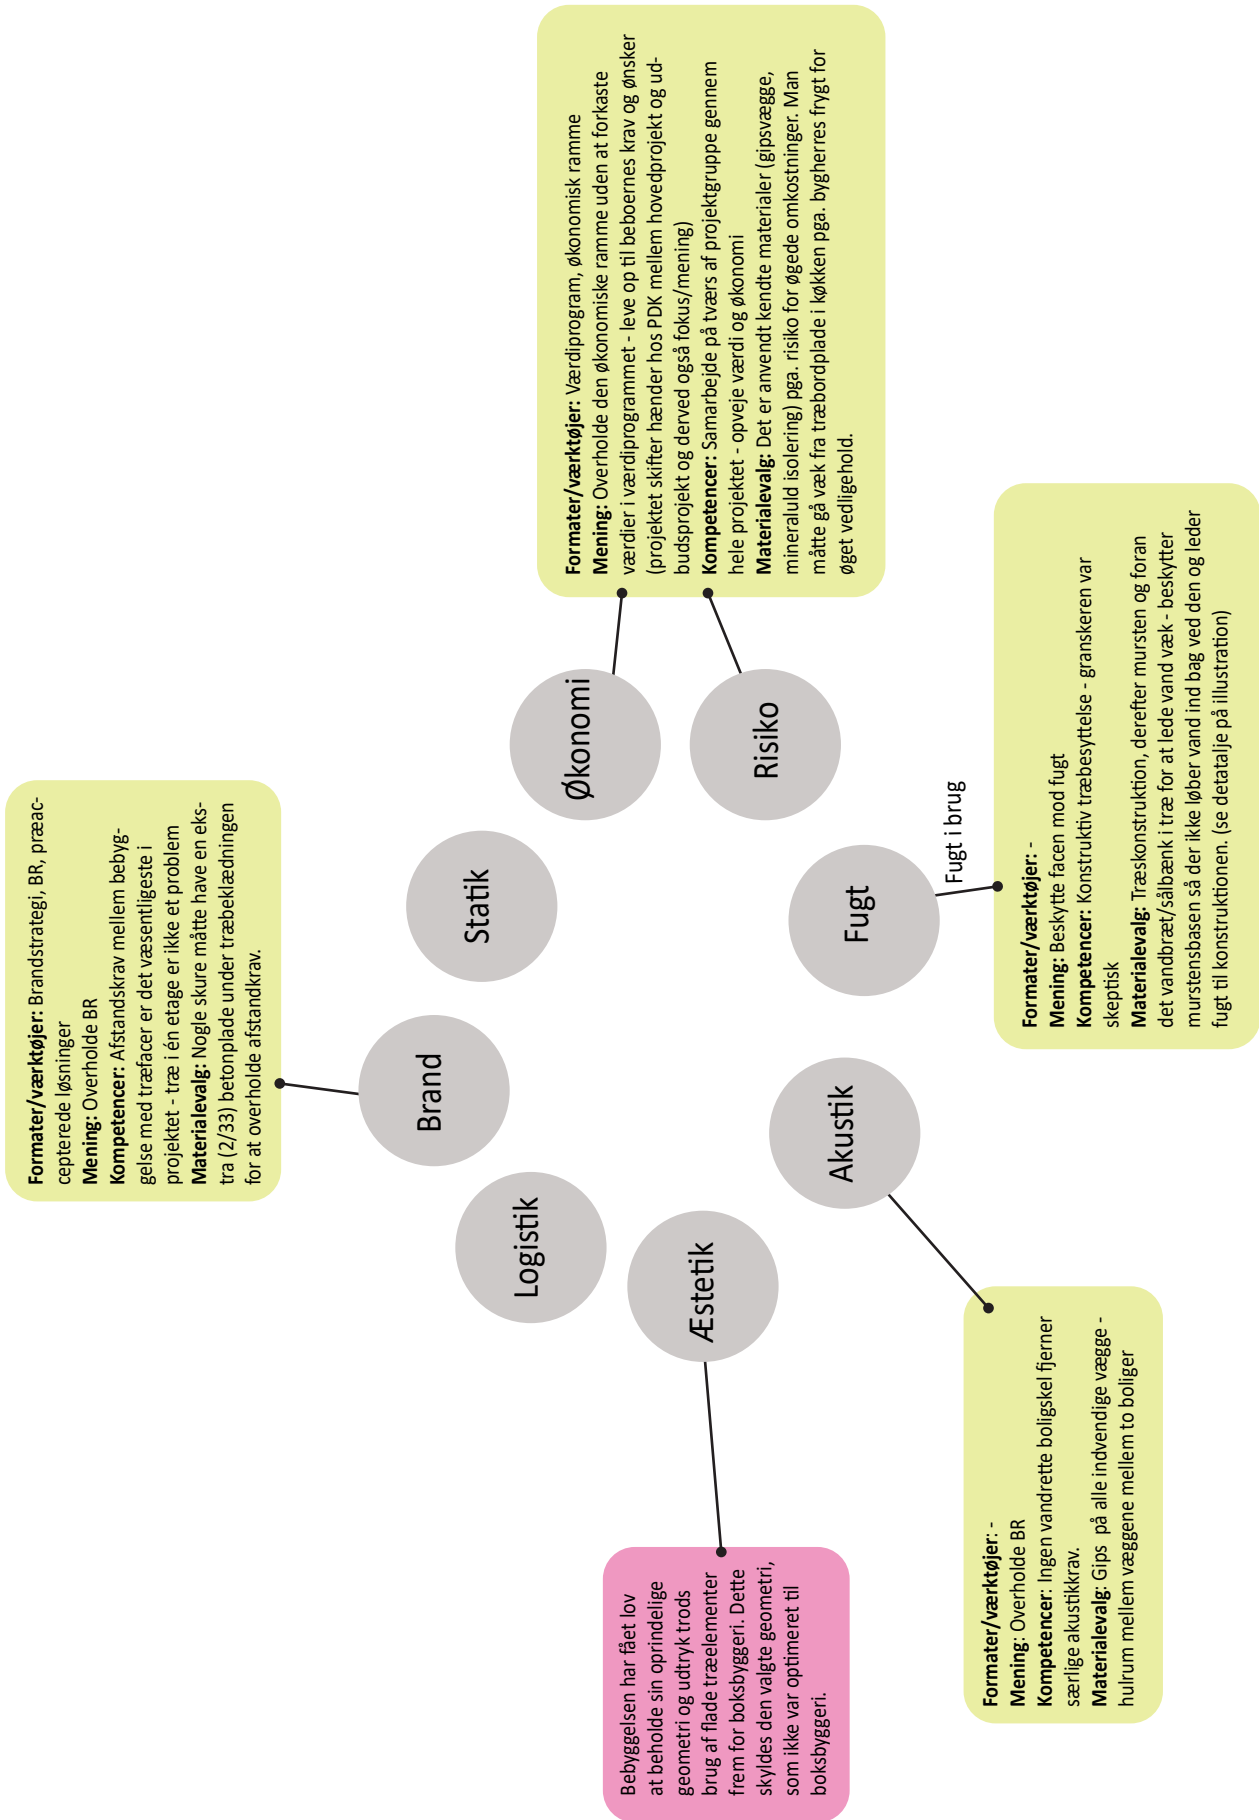 Formater/værktøjer: Brandstrategi, BR, præac-
cepterede løsninger
Mening: Overholde BR
Kompetencer: Afstandskrav mellem bebyg-
gelse med træfacer er det væsentligeste i
projektet - træ i én etage er ikke et problem
Materialevalg: Nogle skure måtte have en eks-
tra (2/33) betonplade under træbeklædningen
for at overholde afstandkrav.
Formater/værktøjer: Værdiprogram, økonomisk ramme
Mening: Overholde den økonomiske ramme uden at forkaste
værdier i værdiprogrammet - leve op til beboernes krav og ønsker
(projektet skifter hænder hos PDK mellem hovedprojekt og ud-
budsprojekt og derved også fokus/mening)
Kompetencer: Samarbejde på tværs af projektgruppe gennem
hele projektet - opveje værdi og økonomi
Materialevalg: Det er anvendt kendte materialer (gipsvægge,
mineraluld isolering) pga. risiko for øgede omkostninger. Man
måtte gå væk fra træbordplade i køkken pga. bygherres frygt for
øget vedligehold.
Brand
Statik
Økonomi
Logistik
Risiko
Æstetik
Akustik
Fugt
Fugt i brug
Bebyggelsen har fået lov
at beholde sin oprindelige
geometri og udtryk trods
brug af flade træelementer
frem for boksbyggeri. Dette
skyldes den valgte geometri,
som ikke var optimeret til
boksbyggeri.
Formater/værktøjer: -
Mening: Overholde BR
Kompetencer: Ingen vandrette boligskel fjerner
særlige akustikkrav.
Materialevalg: Gips på alle indvendige vægge -
hulrum mellem væggene mellem to boliger
Formater/værktøjer: -
Mening: Beskytte facen mod fugt
Kompetencer: Konstruktiv træbesyttelse - granskeren var
skeptisk
Materialevalg: Træskonstruktion, derefter mursten og foran
det vandbræt/sålbænk i træ for at lede vand væk - beskytter
murstensbasen så der ikke løber vand ind bag ved den og leder
fugt til konstruktionen. (se detatalje på illustration)